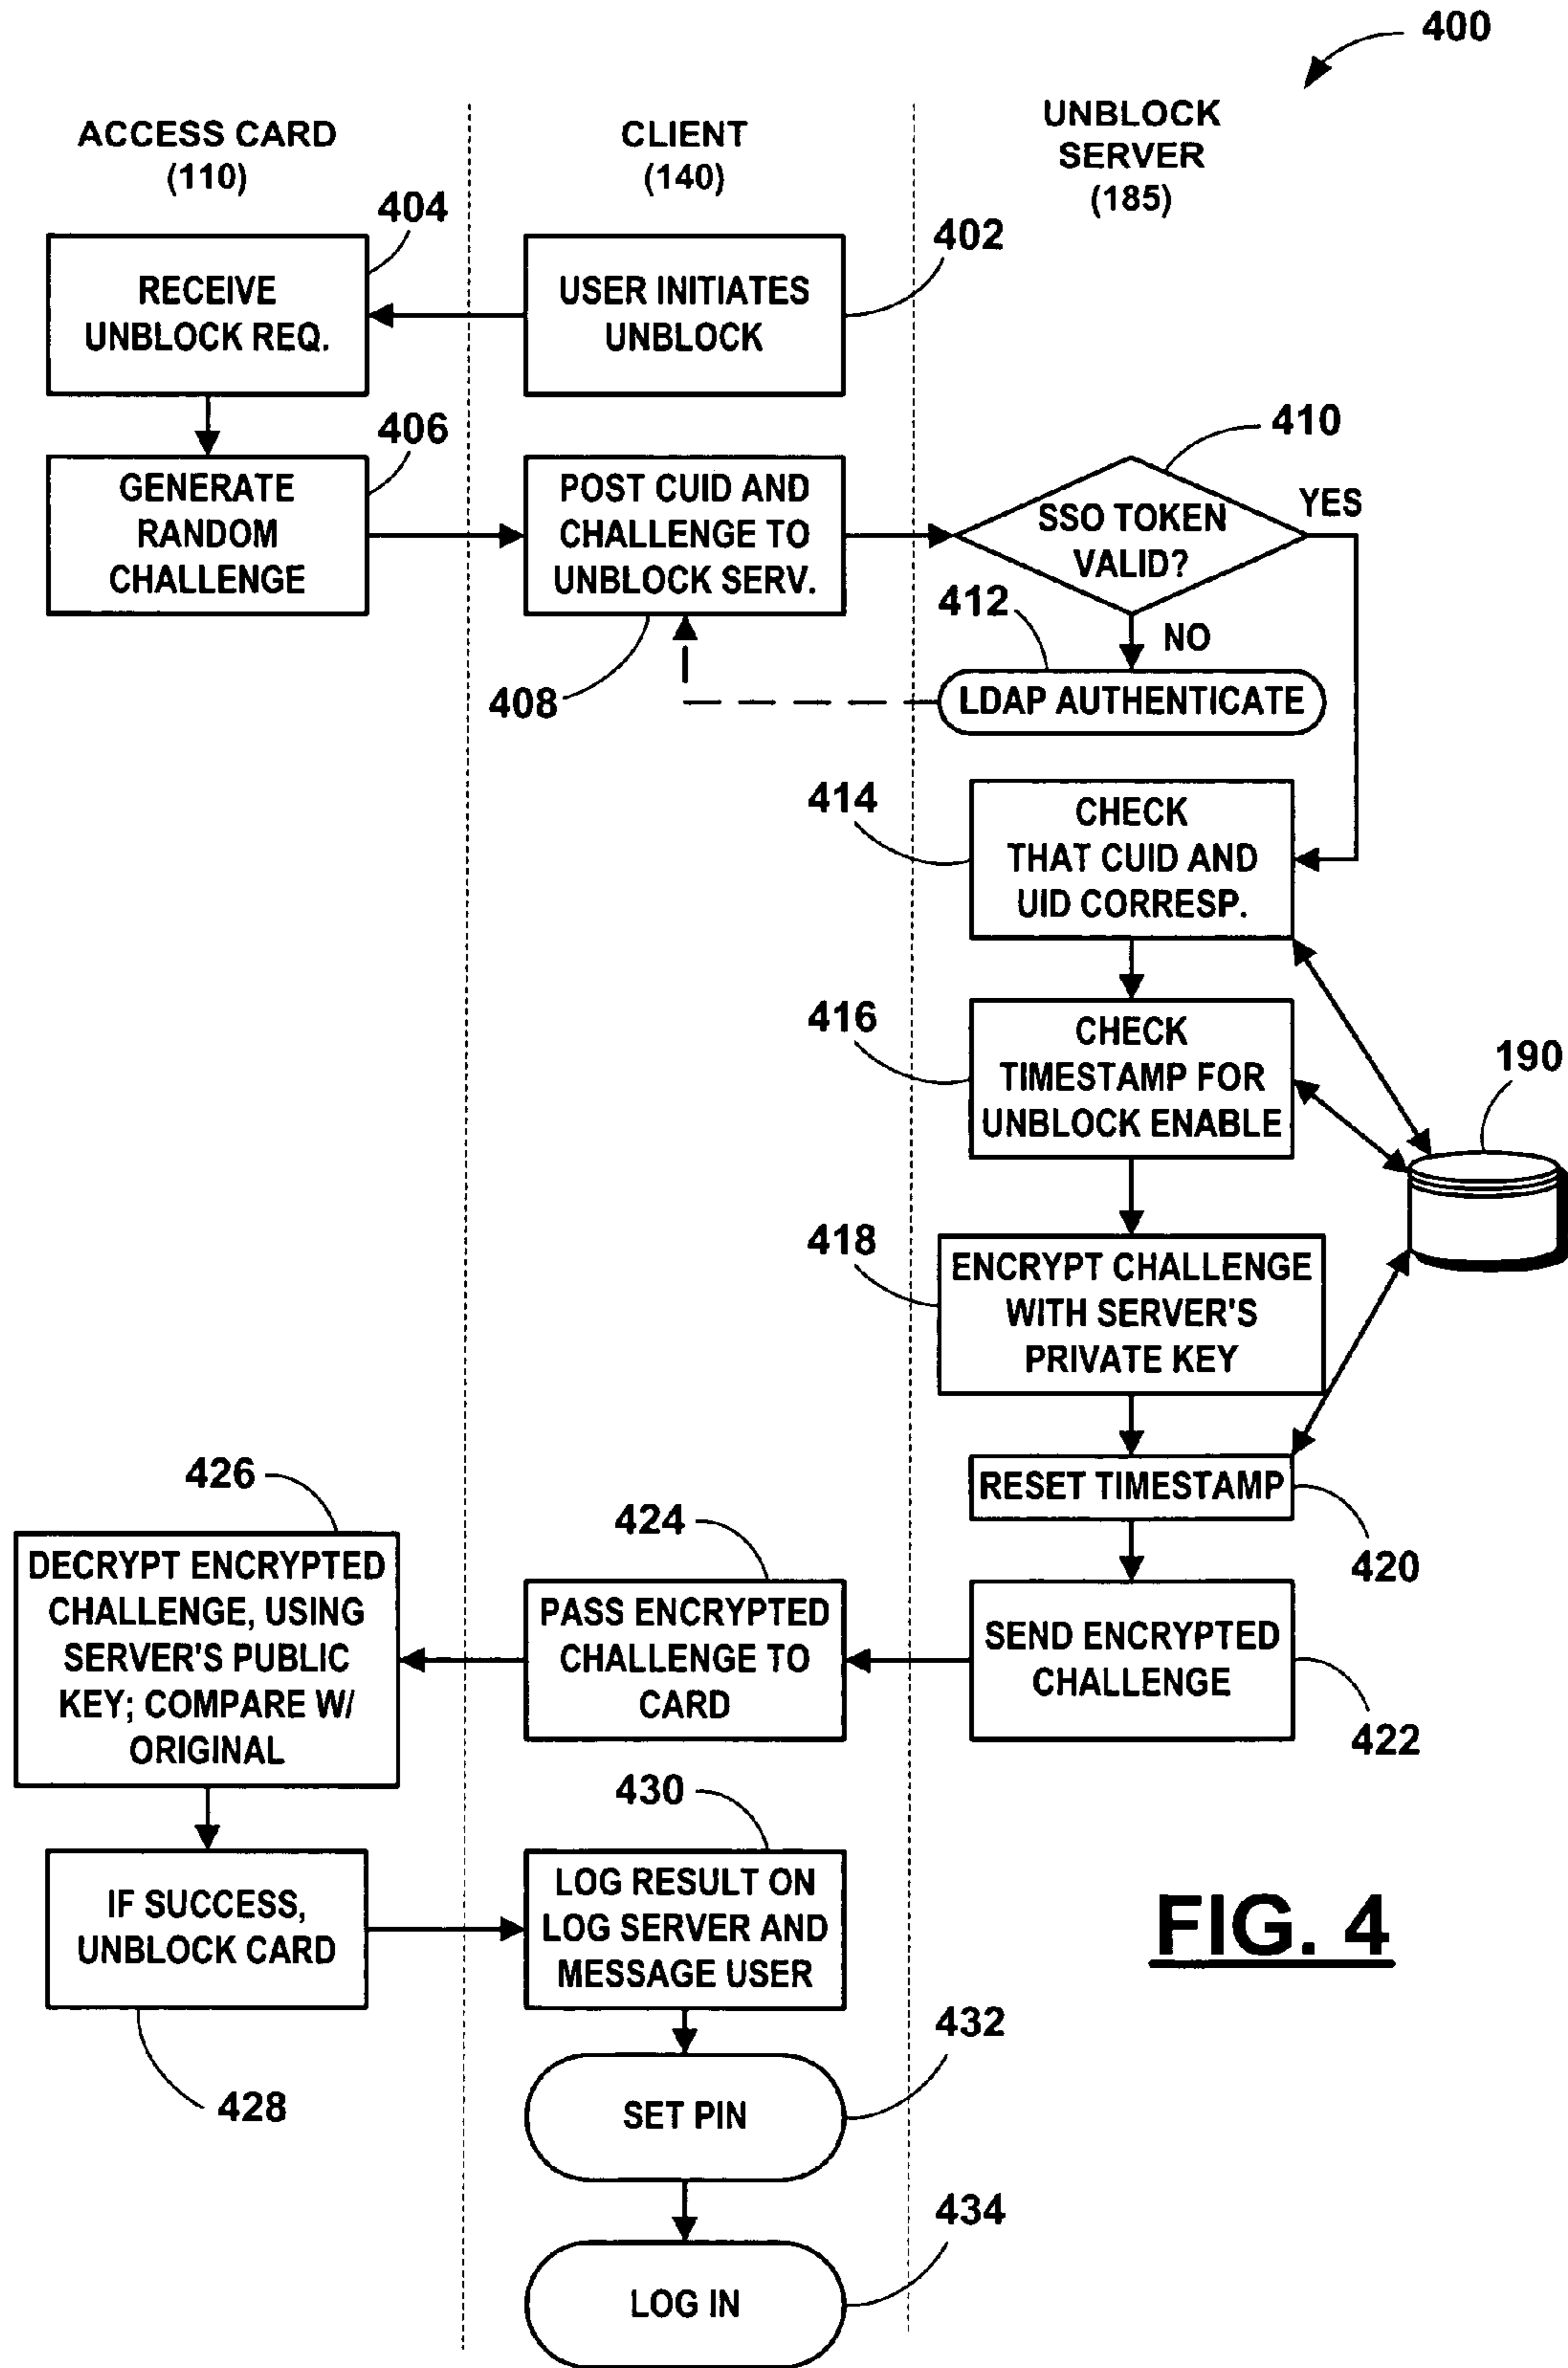 400
ACCESS CARD
(110)
CLIENT
(140)
UNBLOCK
SERVER
(185)
404
402
RECEIVE
UNBLOCK REQ.
USER INITIATES
UNBLOCK
406
410
GENERATE
RANDOM
CHALLENGE
POST CUID AND
CHALLENGE TO
UNBLOCK SERV.
SSO TOKEN
VALID?
YES
412
NO
408
LDAP AUTHENTICATE
414
CHECK
THAT CUID AND
UID CORRESP.
416
CHECK
TIMESTAMP FOR
UNBLOCK ENABLE
190
418
ENCRYPT CHALLENGE
WITH SERVER'S
PRIVATE KEY
426
RESET TIMESTAMP
424
420
DECRYPT ENCRYPTED
CHALLENGE, USING
SERVER'S PUBLIC
KEY; COMPARE W/
ORIGINAL
PASS ENCRYPTED
CHALLENGE TO
CARD
SEND ENCRYPTED
CHALLENGE
422
430
IF SUCCESS,
UNBLOCK CARD
LOG RESULT ON
LOG SERVER AND
MESSAGE USER
FIG. 4
428
432
SET PIN
434
LOG IN